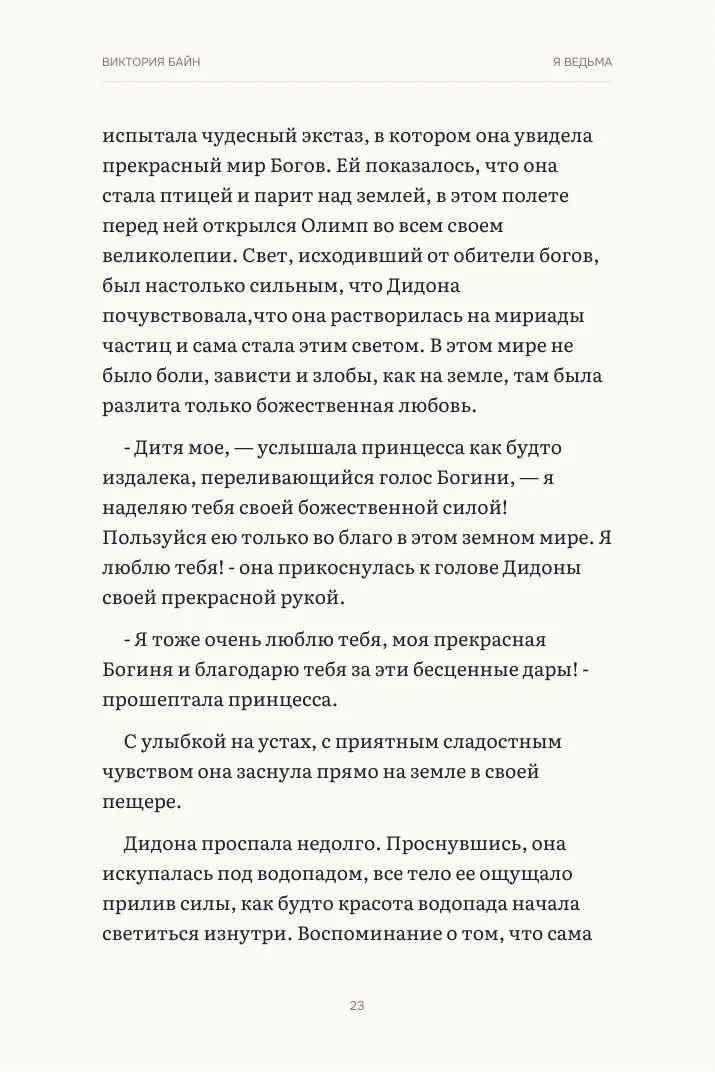 ВИКТОРИЯ БАЙН
Я ВЕДЬМА
испытала чудесный экстаз, в котором она увидела
прекрасный мир Богов. Ей показалось, что она
стала птицей и парит над землей, в этом полете
перед ней открылся Олимп во всем своем
великолепии. Свет, исходивший от обители богов,
был настолько сильным, что Дидона
почувствовала,что она растворилась на мириады
частиц и сама стала этим светом. В этом мире не
было боли, зависти и злобы, как на земле, там была
разлита только божественная любовь.
- Дитя мое, — услышала принцесса как будто
издалека, переливающийся голос Богини, — я
наделяю тебя своей божественной силой!
Пользуйся ею только во благо в этом земном мире. Я
люблю тебя! - она прикоснулась к голове Дидоны
своей прекрасной рукой.
- Я тоже очень люблю тебя, моя прекрасная
Богиня и благодарю тебя за эти бесценные дары! -
прошептала принцесса.
С улыбкой на устах, с приятным сладостным
чувством она заснула прямо на земле в своей
пещере.
Дидона проспала недолго. Проснувшись, она
искупалась под водопадом, все тело ее ощущало
прилив силы, как будто красота водопада начала
светиться изнутри. Воспоминание о том, что сама
23